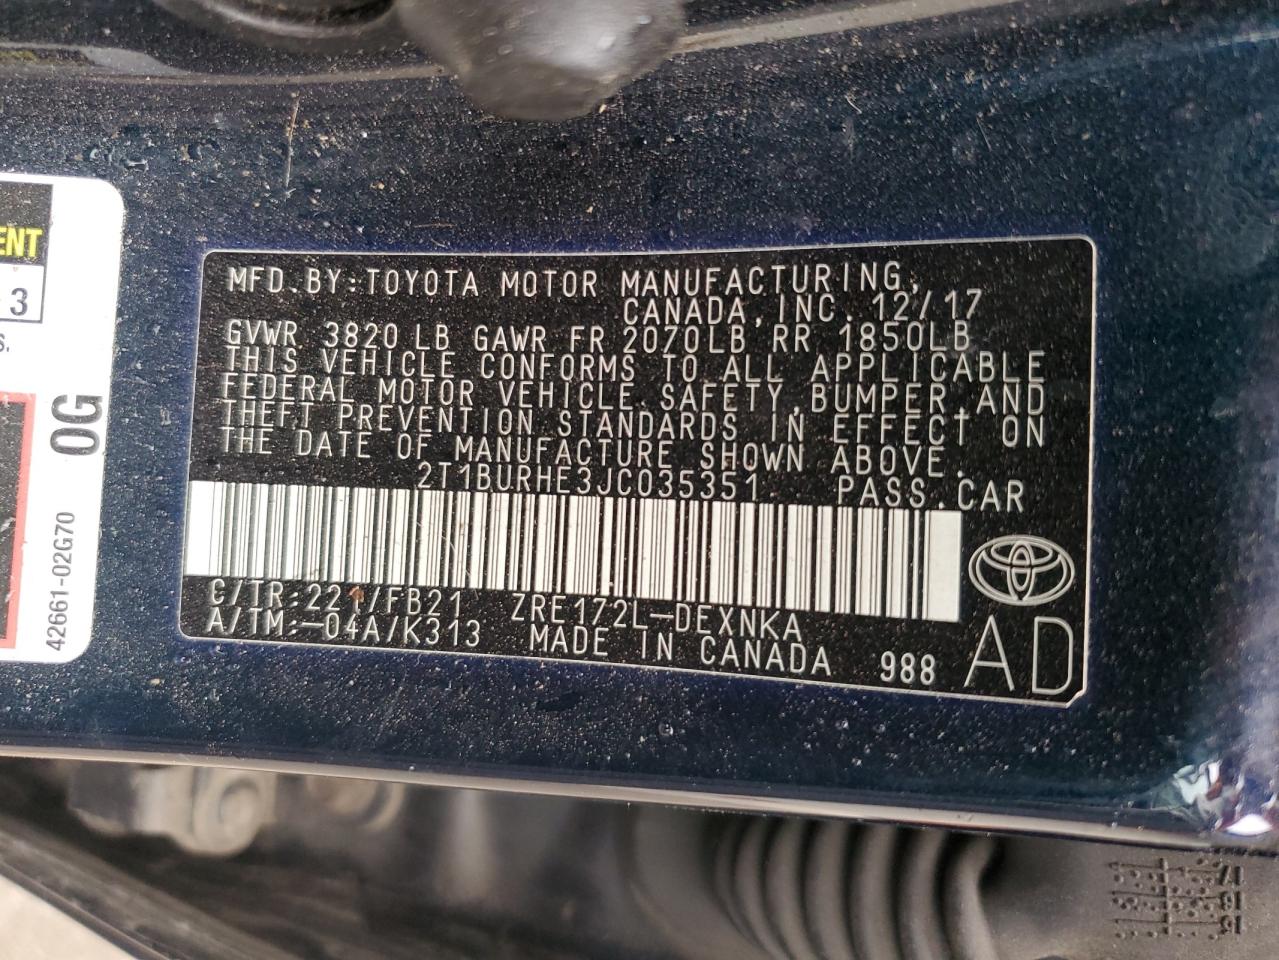 MFD.BY:TOYOTA MOTOR MANUFACTURING,
CANADA,INC. 12/17
GVWR 3820 LB GAWR FR 2070LB RR 1850LB
THIS VEHICLE CONFORMS TO ALL APPLICABLE
FEDERAL MOTOR VEHICLE SAFETY,BUMPER,AND
THEFT PREVENTION STANDARDS IN EFFECT ON
THE DATE OF MANUFACTURE SHOWN ABOVE.
2T1BURHE3JC035351 PASS.CAR
C/TR: /FB21 ZRE172L-DEXNKA
A/TM:-04A/K313 MADE IN CANADA 988 AD
3
0G
42661-02G70